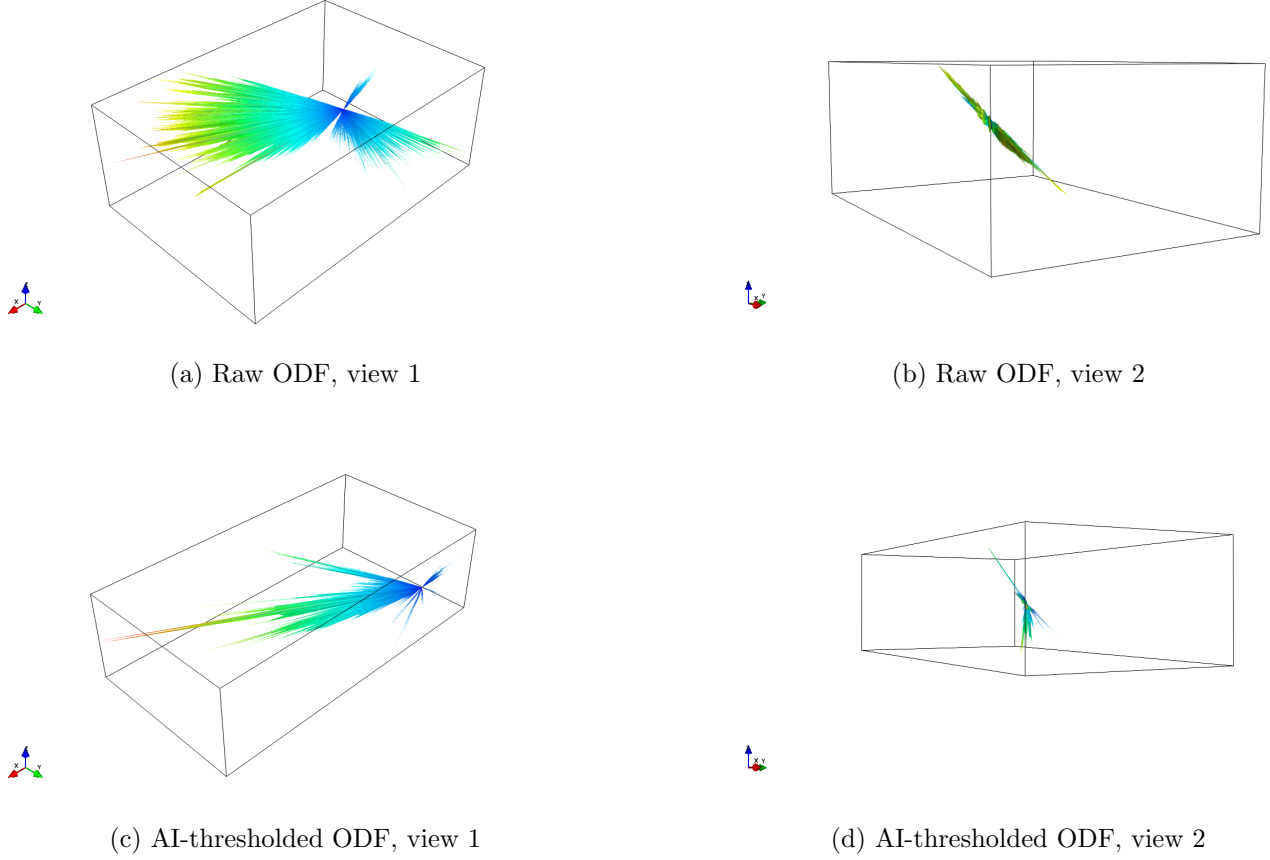 X
Y
(a) Raw ODF, view 1
X
Y
(b) Raw ODF, view 2
X
Y
(c) AI-thresholded ODF, view 1
X
Y
(d) AI-thresholded ODF, view 2